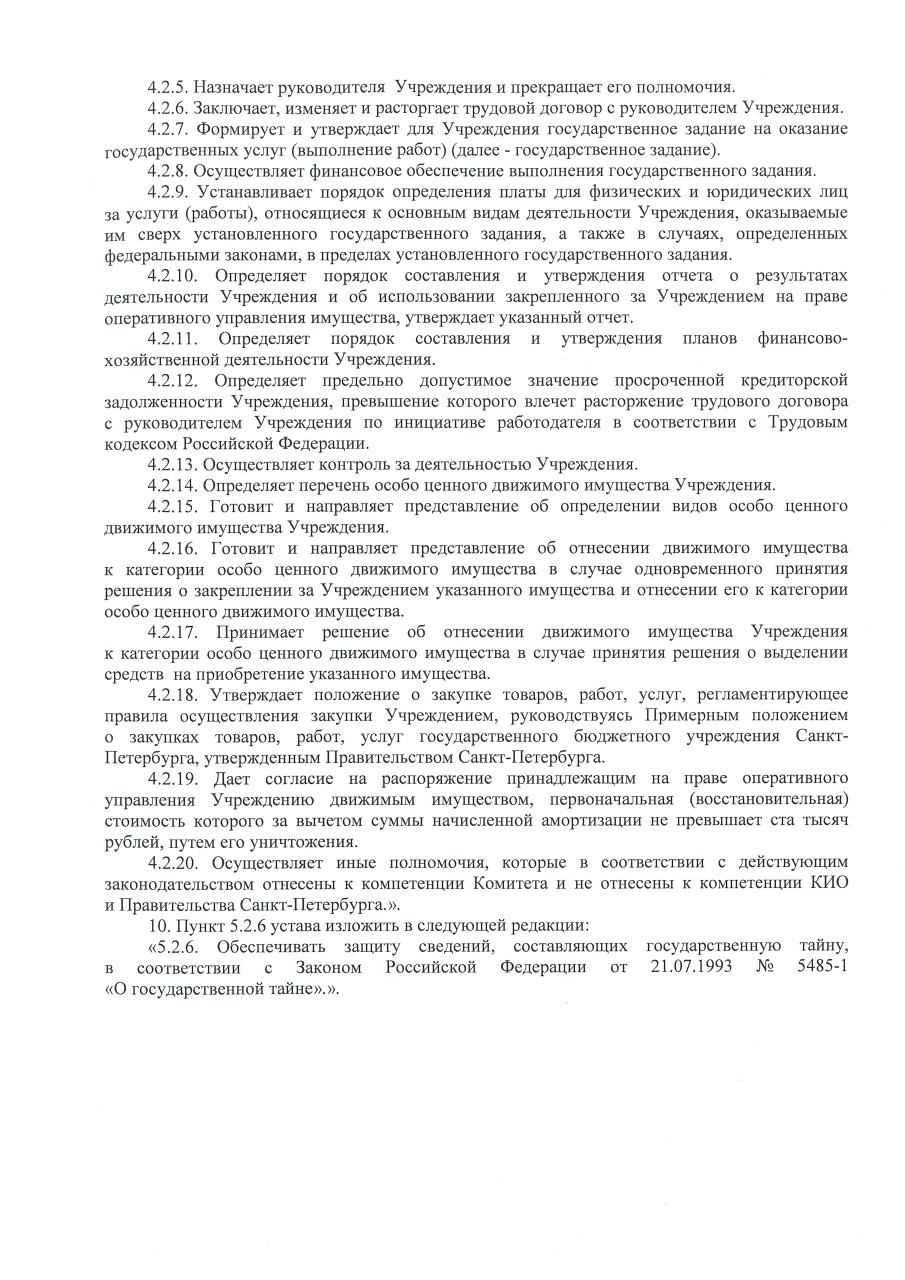 4.2.5. Назначает руководителя  Учреждения и прекращает его полномочия.
4.2.6. Заключает, изменяет и расторгает трудовой договор с руководителем Учреждения.
4.2.7. Формирует и утверждает для Учреждения государственное задание на оказание
государственных услуг (выполнение работ) (далее - государственное задание).
4.2.8. Осуществляет финансовое обеспечение выполнения государственного задания.
4.2.9. Устанавливает порядок определения платы для физических и юридических лиц
за услуги (работы), относящиеся к основным видам деятельности Учреждения, оказываемые
им сверх установленного государственного задания, а также в случаях, определенных
федеральными законами, в пределах установленного государственного задания.
4.2.10. Определяет порядок составления и утверждения отчета о результатах
деятельности Учреждения и об использовании закрепленного за Учреждением на праве
оперативного управления имущества, утверждает указанный отчет.
4.2.11. Определяет порядок составления и утверждения планов финансово-
хозяйственной деятельности Учреждения.
4.2.12. Определяет предельно допустимое значение просроченной кредиторской
задолженности Учреждения, превышение которого влечет расторжение трудового договора
с руководителем Учреждения по инициативе работодателя в соответствии с Трудовым
кодексом Российской Федерации.
4.2.13. Осуществляет контроль за деятельностью Учреждения.
4.2.14. Определяет перечень особо ценного движимого имущества Учреждения.
4.2.15. Готовит и направляет представление об определении видов особо ценного
движимого имущества Учреждения.
4.2.16. Готовит и направляет представление об отнесении движимого имущества
к категории особо ценного движимого имущества в случае одновременного принятия
решения о закреплении за Учреждением указанного имущества и отнесении его к категории
особо ценного движимого имущества.
4.2.17. Принимает решение об отнесении движимого имущества Учреждения
к категории особо ценного движимого имущества в случае принятия решения о выделении
средств  на приобретение указанного имущества.
4.2.18. Утверждает положение о закупке товаров, работ, услуг, регламентирующее
правила осуществления закупки Учреждением, руководствуясь Примерным положением
о закупках товаров, работ, услуг государственного бюджетного учреждения Санкт-
Петербурга, утвержденным Правительством Санкт-Петербурга.
4.2.19. Дает согласие на распоряжение принадлежащим на праве оперативного
управления Учреждению движимым имуществом, первоначальная (восстановительная)
стоимость которого за вычетом суммы начисленной амортизации не превышает ста тысяч
рублей, путем его уничтожения.
4.2.20. Осуществляет иные полномочия, которые в соответствии с действующим
законодательством отнесены к компетенции Комитета и не отнесены к компетенции КИО
и Правительства Санкт-Петербурга.».
10. Пункт 5.2.6 устава изложить в следующей редакции:
«5.2.6. Обеспечивать защиту сведений, составляющих государственную тайну,
в соответствии с Законом Российской Федерации от 21.07.1993 № 5485-1
«О государственной тайне».».